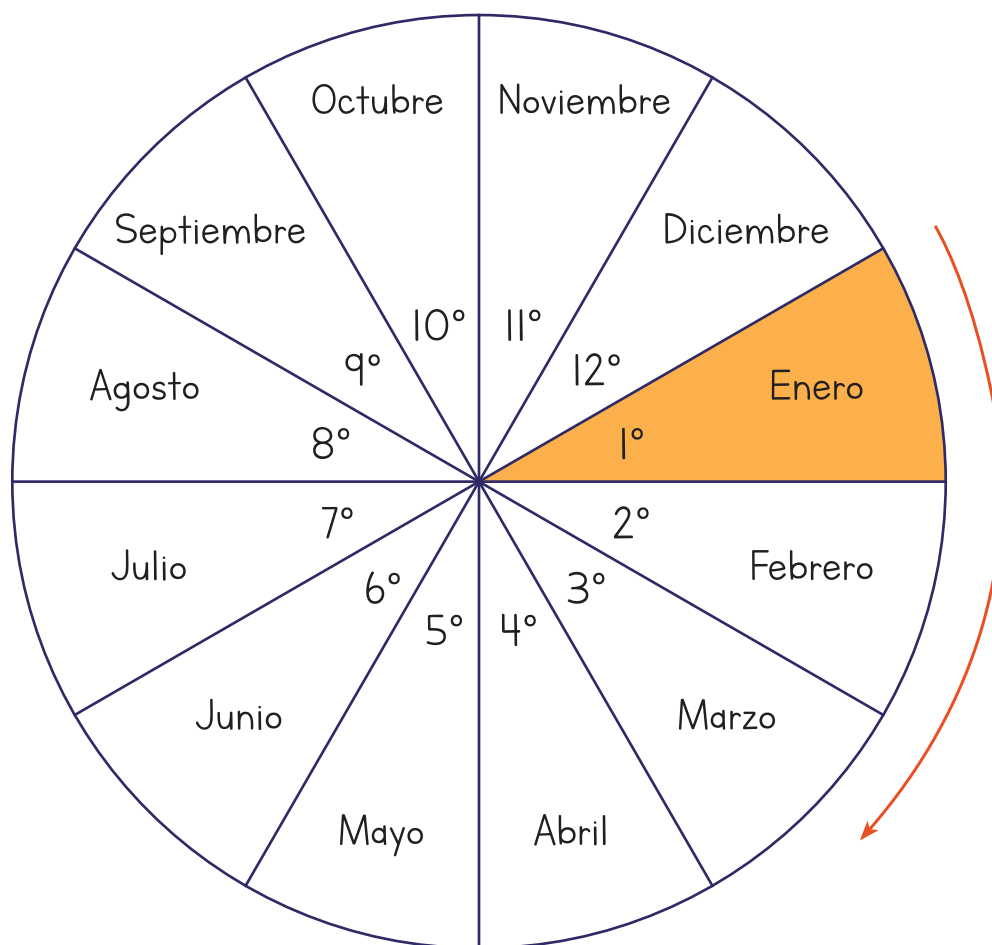 Enero
1°
Febrero
2°
Marzo
3°
Abril
4°
Mayo
5°
Junio
6°
Julio
7°
Agosto
8°
Septiembre
9°
Octubre
10°
Noviembre
11°
Diciembre
12°